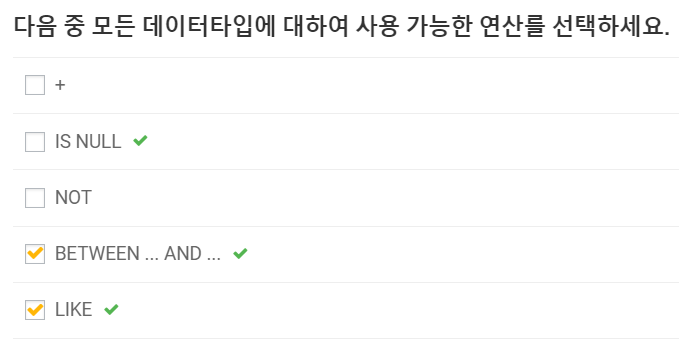 다음 중 모든 데이터타입에 대하여 사용 가능한 연산를 선택하세요.
+
IS NULL
NOT
BETWEEN ... AND ...
LIKE